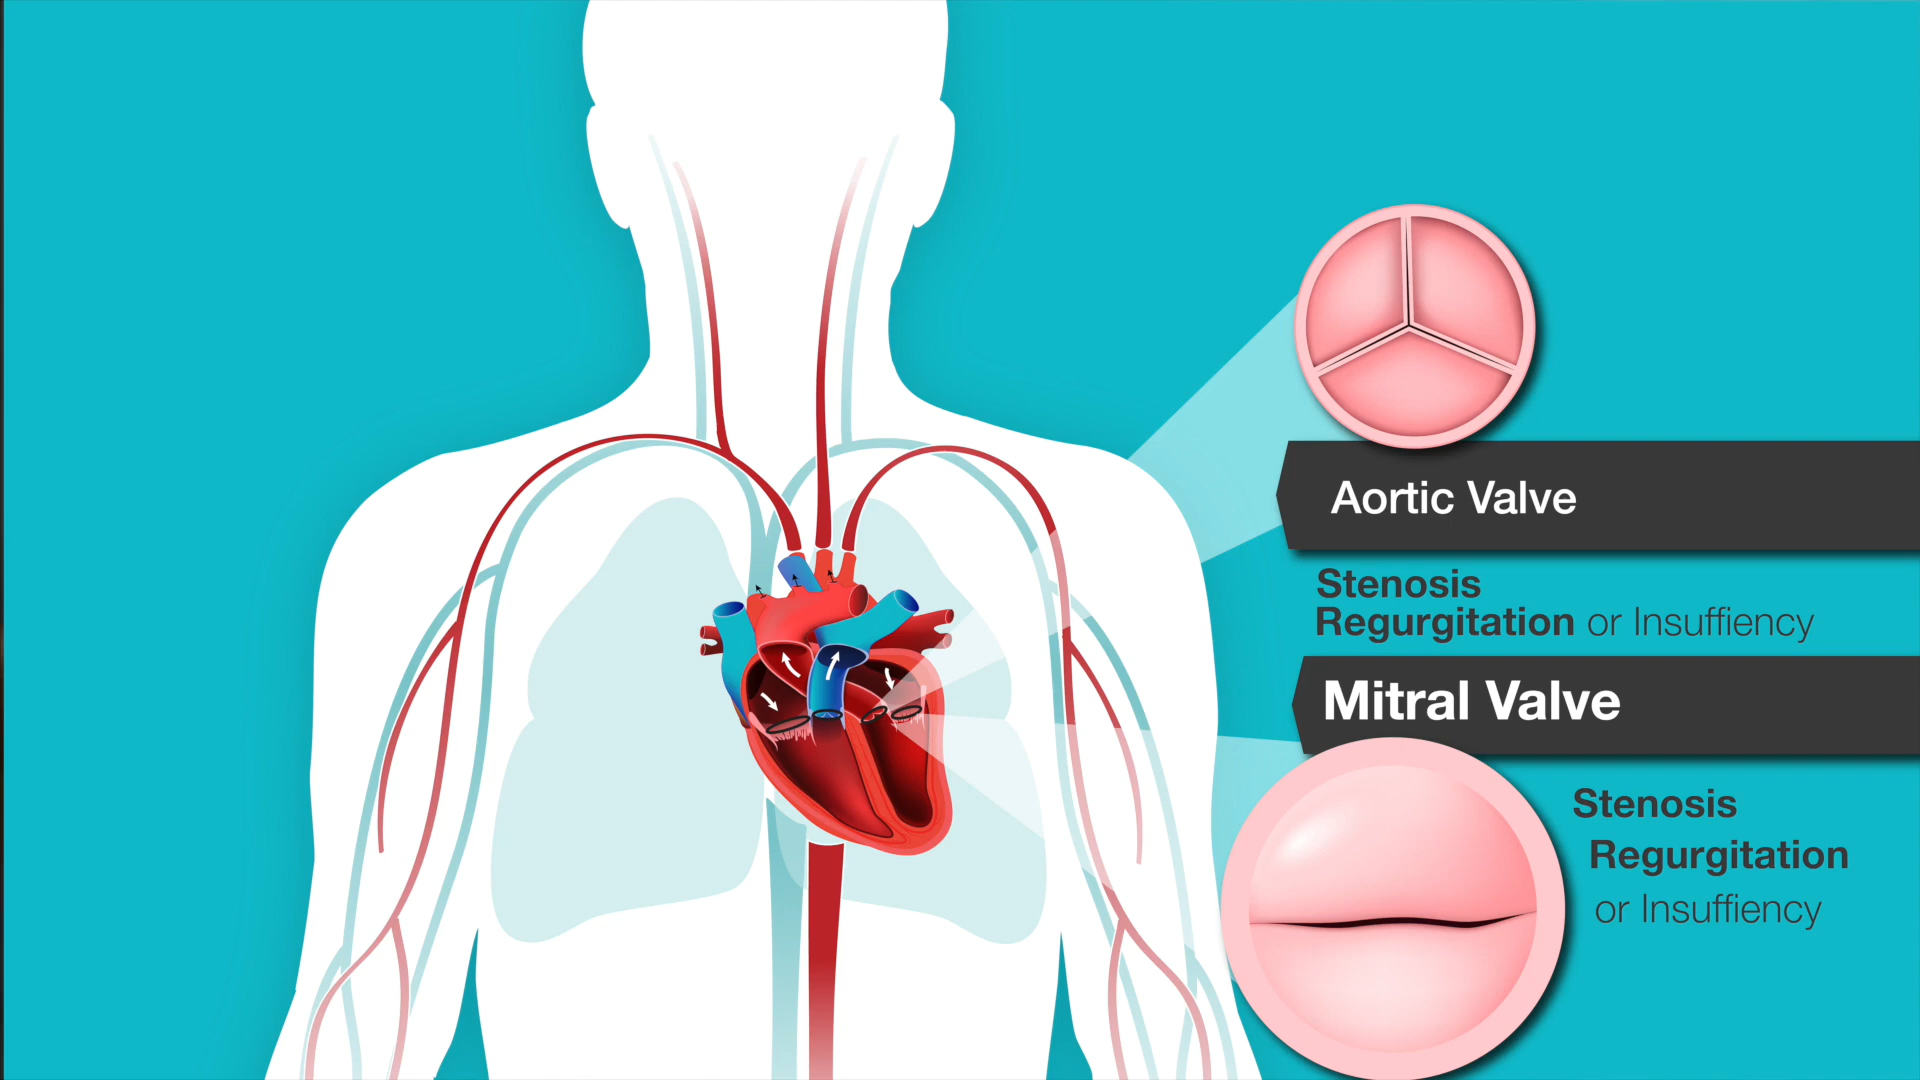 Aortic Valve
Stenosis
Regurgitation or Insuffiency
Mitral Valve
Stenosis
Regurgitation
or Insuffiency